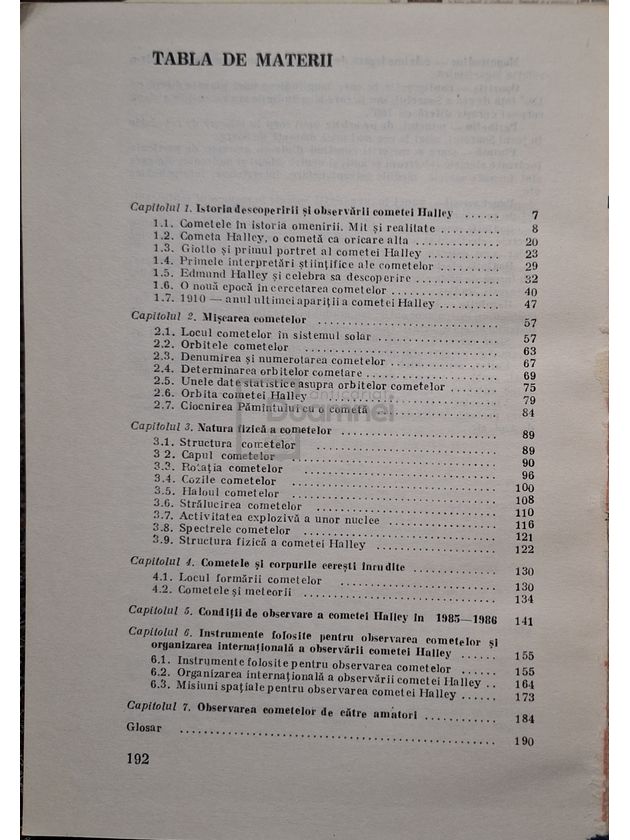 TABLA DE MATERII
Capitolul 1. Istoria descoperirii și observării cometei Halley ...... 7
1.1. Cometele în istoria omenirii. Mit și realitate .......... 8
1.2. Cometa Halley, o cometă ca oricare alta ............ 20
1.3. Giotto și primul portret al cometei Halley ........... 23
1.4. Primele interpretări științifice ale cometelor ......... 29
1.5. Edmund Halley și celebra sa descoperire ............ 32
1.6. O nouă epocă în cercetarea cometelor .............. 40
1.7. 1910 — anul ultimei apariții a cometei Halley ......... 47
Capitolul 2. Mișcarea cometelor ........................ 57
2.1. Locul cometelor în sistemul solar ................ 57
2.2. Orbitele cometelor ........................ 63
2.3. Denumirea și numerotarea cometelor .............. 67
2.4. Determinarea orbitelor cometare ................ 69
2.5. Unele date statistice asupra orbitelor cometelor ....... 75
2.6. Orbita cometei Halley ...................... 79
2.7. Ciocnirea Pămîntului cu o cometă ................ 84
Capitolul 3. Natura fizică a cometelor .................... 89
3.1. Structura cometelor ....................... 89
3 2. Capul cometelor .......................... 90
3.3. Rotația cometelor ......................... 96
3.4. Cozile cometelor .......................... 100
3.5. Haloul cometelor .......................... 108
3.6. Strălucirea cometelor ....................... 110
3.7. Activitatea explozivă a unor nuclee ............... 116
3.8. Spectrele cometelor ........................ 121
3.9. Structura fizică a cometei Halley ................. 122
Capitolul 4. Cometele și corpurile cerești înrudite ............ 130
4.1. Locul formării cometelor ..................... 130
4.2. Cometele și meteorii ........................ 134
Capitolul 5. Condiții de observare a cometei Halley în 1985—1986 141
Capitolul 6. Instrumente folosite pentru observarea cometelor și
organizarea internațională a observării cometei Halley ...... 155
6.1. Instrumente folosite pentru observarea cometelor ...... 155
6.2. Organizarea internațională a observării cometei Halley .. 164
6.3. Misiuni spațiale pentru observarea cometei Halley ...... 173
Capitolul 7. Observarea cometelor de către amatori ........... 184
Glosar ........................................ 190
192
anticariat
Doamnei